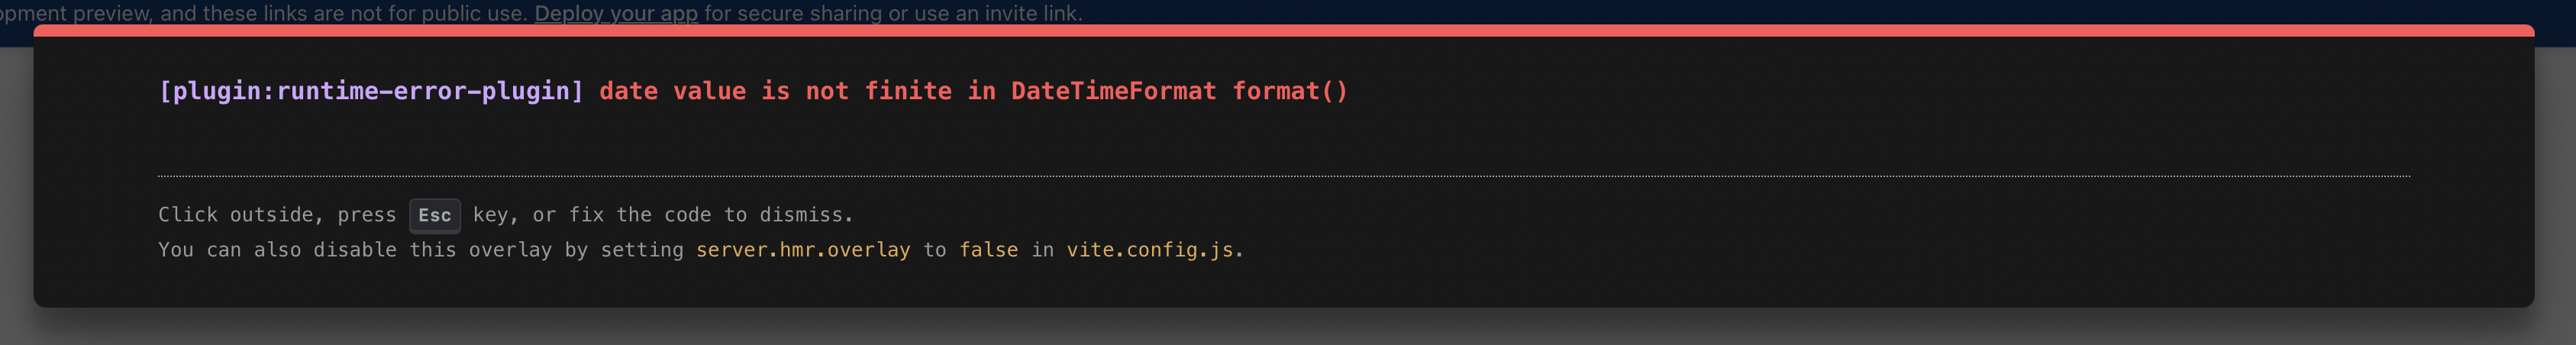 opment preview, and these links are not for public use. Deploy your app for secure sharing or use an invite link.
[plugin:runtime-error-plugin] date value is not finite in DateTimeFormat format()
Click outside, press Esc key, or fix the code to dismiss.
You can also disable this overlay by setting server.hmr.overlay to false in vite.config.js.